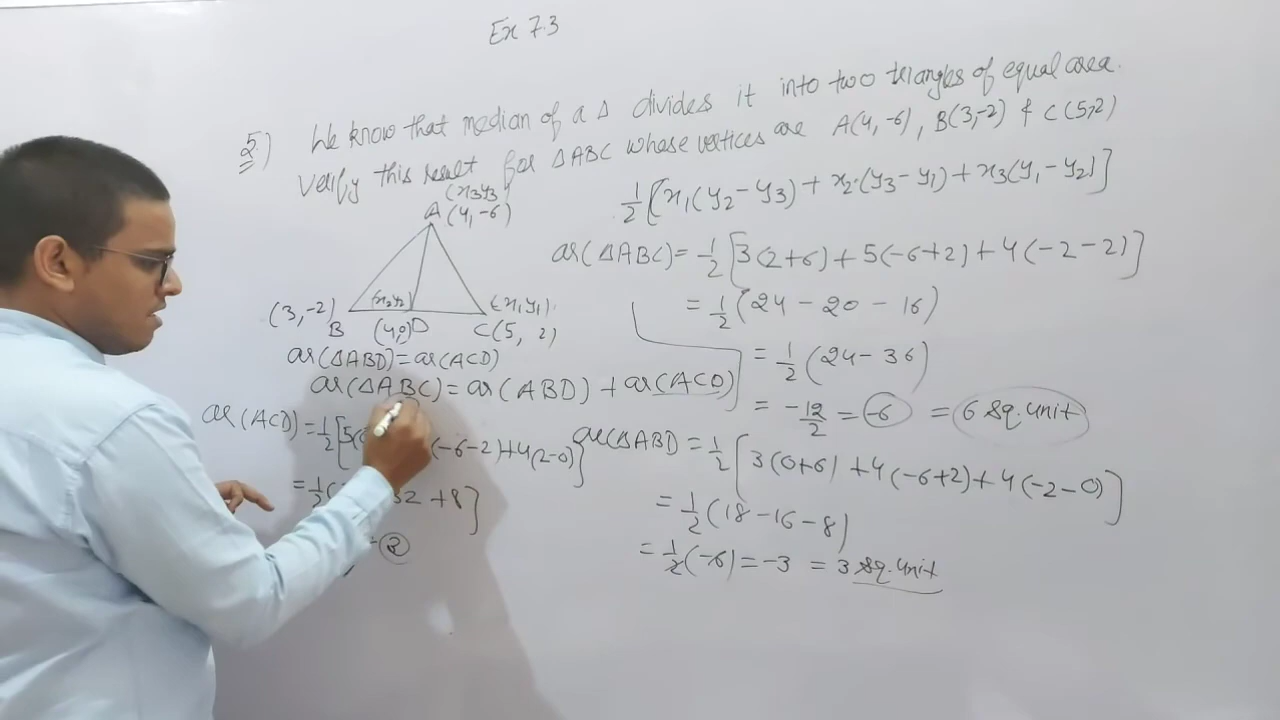 Ex 7.3
Q5) We know that median of a Δ divides it into two triangles of equal area.
Verify this result for ΔABC whose vertices are A(4, -6), B(3,-2) & C(5,2)
(x3y3)
A(4,-6)
(3,-2) B
(x2y2)
(4,0)D
(x1y1)
C(5, 2)
ar(ΔABD)=ar(ACD)
ar(ΔABC)=ar(ABD) + ar(ACD)
ar(ACD)=1/2[5( (-6-2)+4(2-0)]
=1/2( 32 +8]
1/2[x1(y2-y3)+x2·(y3-y1)+x3(y1-y2)]
ar(ΔABC)=1/2[3(2+6)+5(-6+2)+4(-2-2)]
=1/2(24-20-16)
=1/2(24-36)
= -12/2 = -6 = 6 sq.unit
ar(ΔABD=1/2[3(0+6)+4(-6+2)+4(-2-0)]
=1/2(18-16-8)
=1/2(-6)=-3 = 3 sq.unit